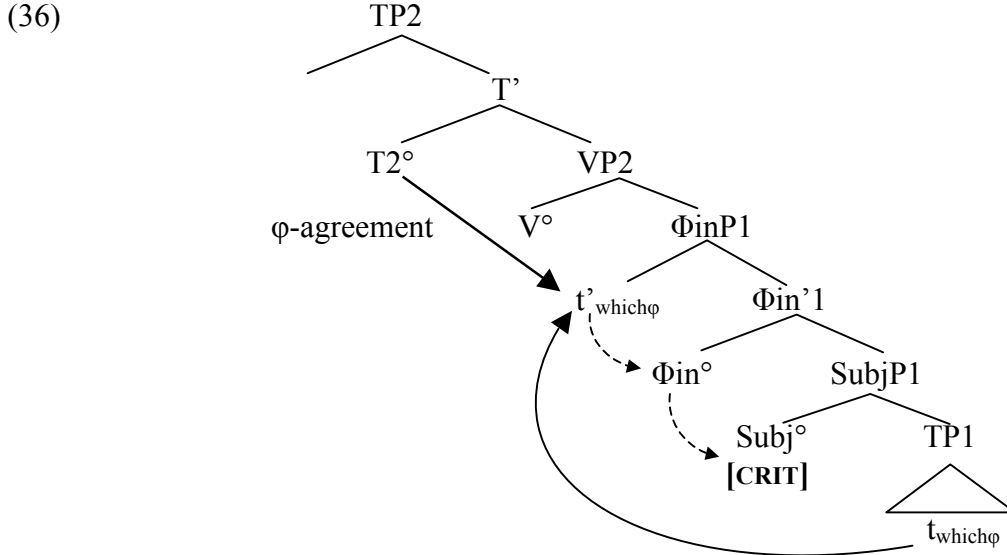 (36)
TP2
T’
T2° VP2
φ-agreement V° ΦinP1
t’whichφ Φin’1
Φin° SubjP1
Subj° TP1
[CRIT]
twhichφ